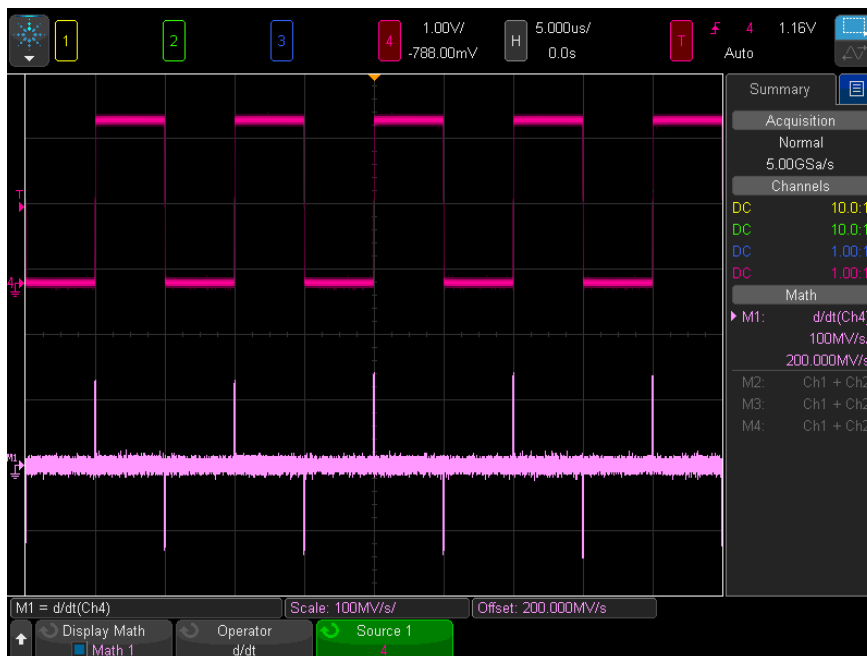 1 2 3 4 1.00V/ -788.00mV H 5.000us/ 0.0s T 4 Auto 1.16V
Summary
Acquisition
Normal
5.00GSa/s
Channels
DC 10.0:1
DC 10.0:1
DC 1.00:1
DC 1.00:1
Math
M1: d/dt(Ch4)
100MV/s/
200.000MV/s
M2: Ch1 + Ch2
M3: Ch1 + Ch2
M4: Ch1 + Ch2
T
4
M1
M1 = d/dt(Ch4) Scale: 100MV/s/ Offset: 200.000MV/s
Display Math Operator Source 1
Math 1 d/dt 4